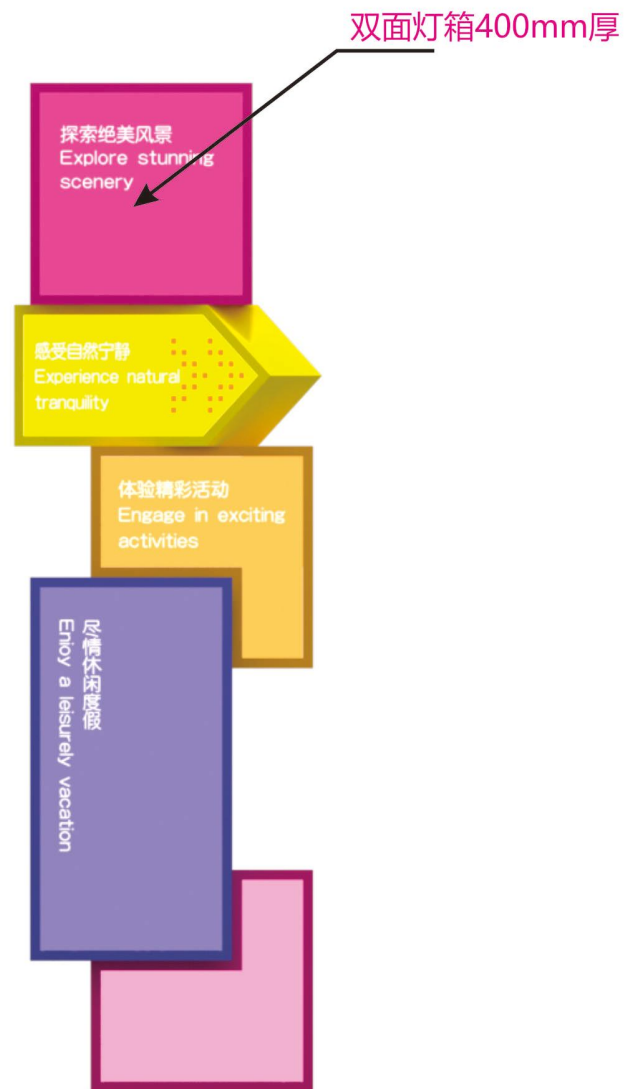 双面灯箱400mm厚
探索绝美风景
Explore stunning
scenery
感受自然宁静
Experience natural
tranquility
体验精彩活动
Engage in exciting
activities
尽情休闲度假
Enioy a leisurely vacation